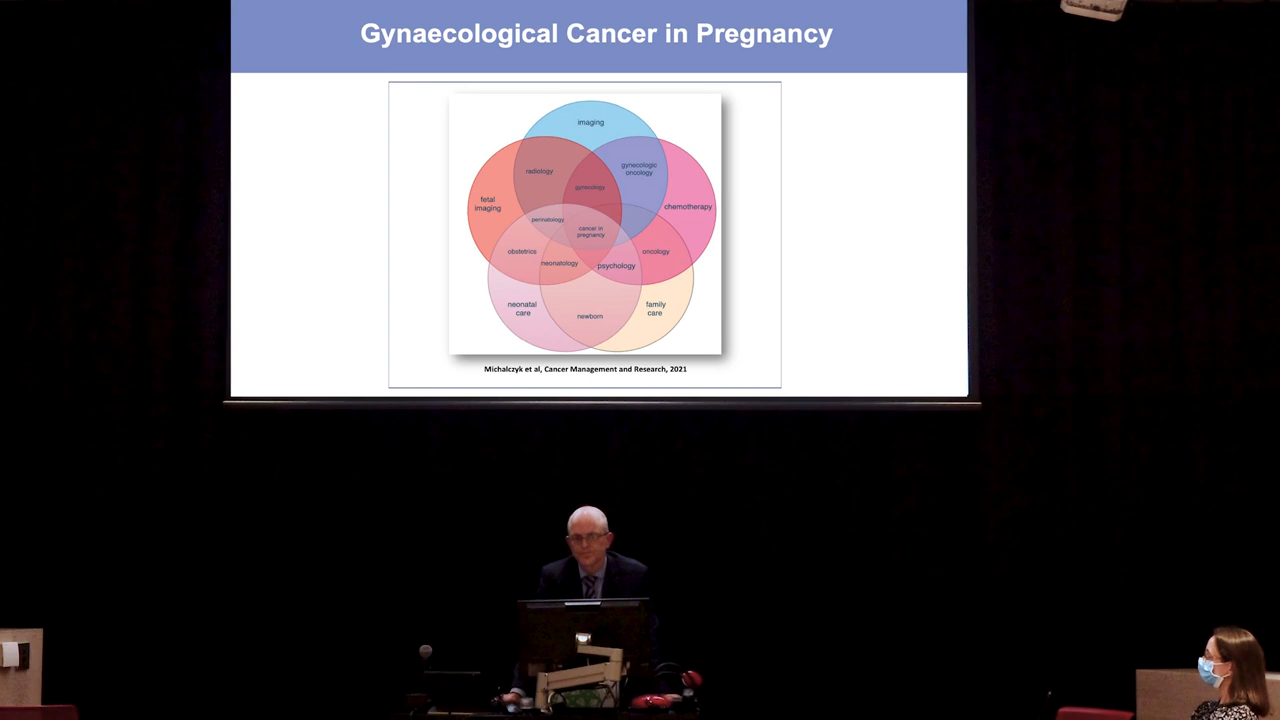 Gynaecological Cancer in Pregnancy
imaging
radiology
gynecologic
oncology
gynecology
fetal
imaging
chemotherapy
perinatology
cancer in
pregnancy
obstetrics
oncology
neonatology
psychology
neonatal
care
family
care
newborn
Michalczyk et al, Cancer Management and Research, 2021